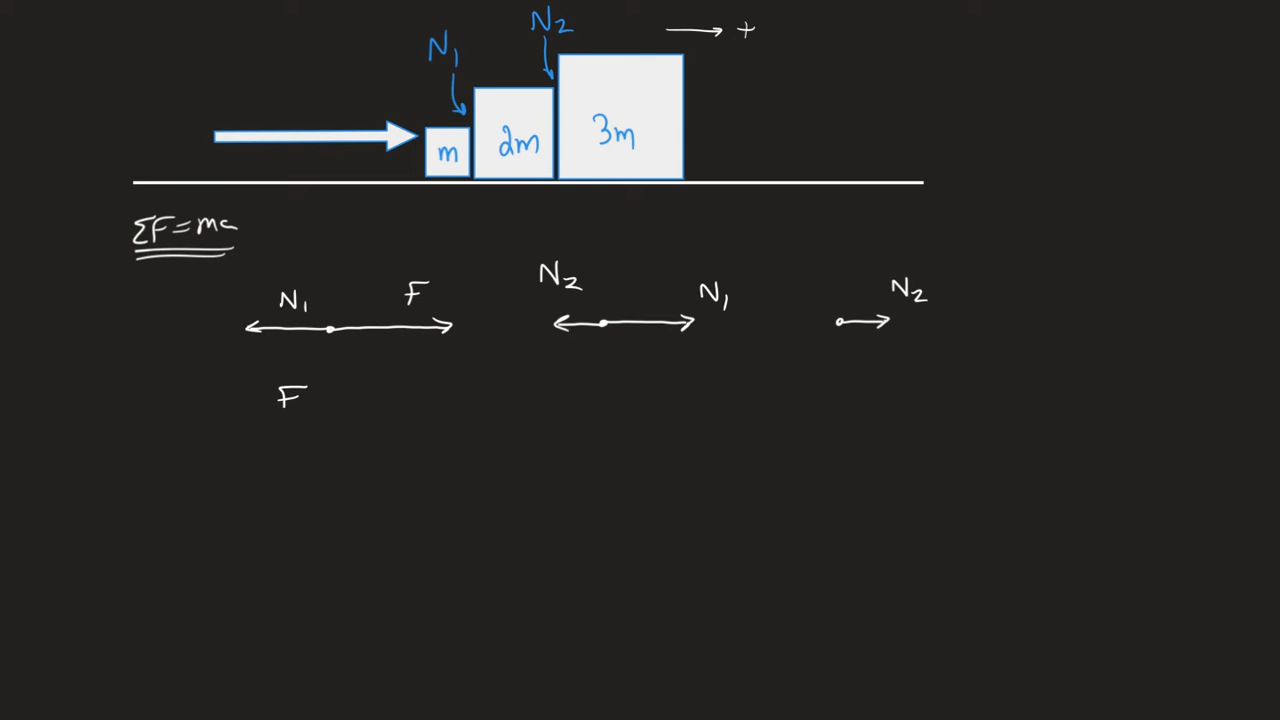 N₁ N₂ → +
m 2m 3m
ΣF = ma
N₁ F N₂ N₁ N₂
F